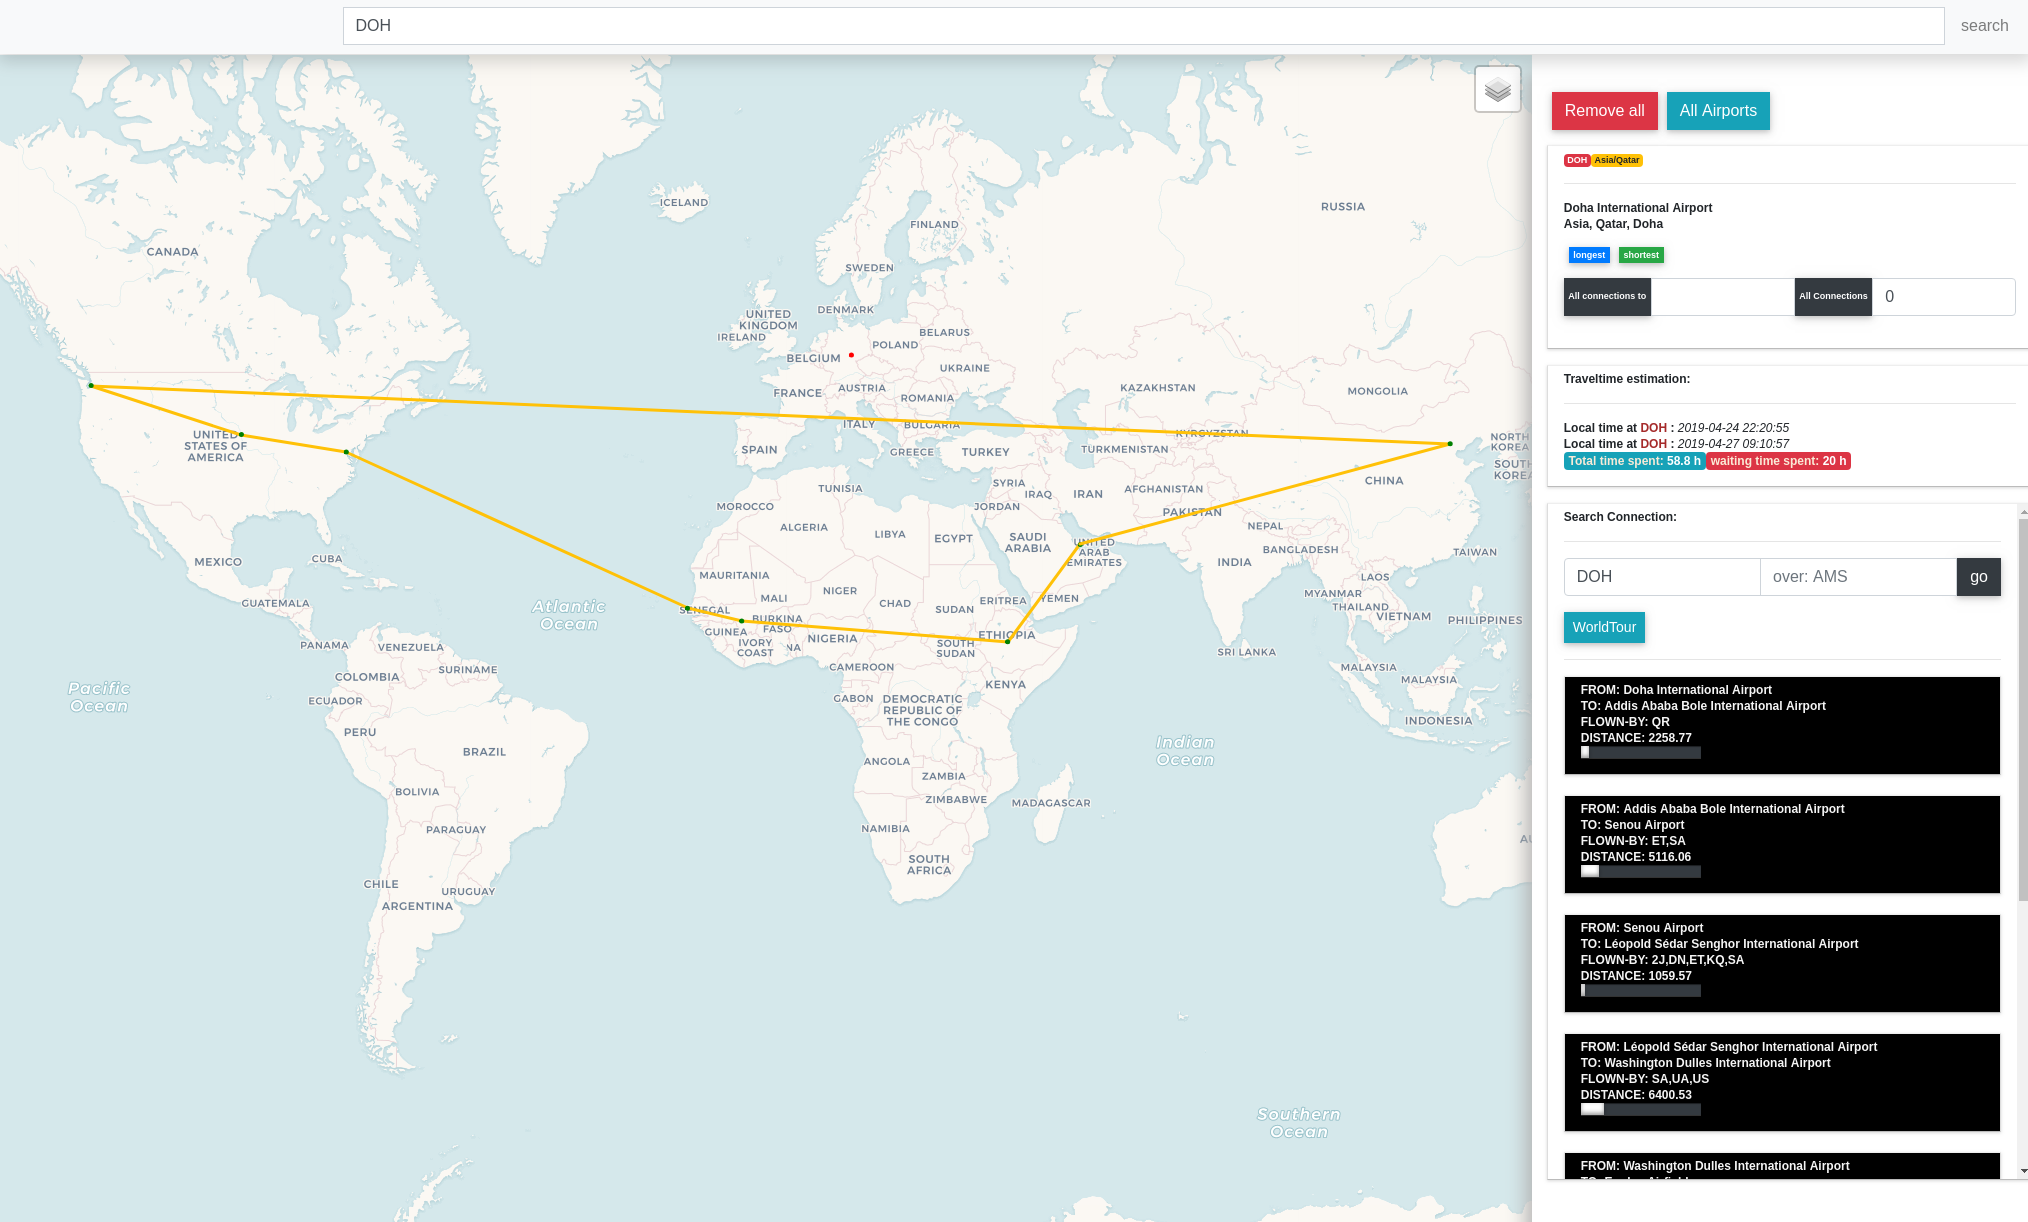 DOH
search
ICELAND
RUSSIA
FINLAND
CANADA
SWEDEN
DENMARK
UNITED
KINGDOM
IRELAND
BELARUS
POLAND
BELGIUM
UKRAINE
AUSTRIA
FRANCE
ROMANIA
KAZAKHSTAN
MONGOLIA
ITALY
BULGARIA
KYRGYZSTAN
UNITED
STATES OF
AMERICA
SPAIN
GREECE
TURKEY
TURKMENISTAN
NORTH
KOREA
SOUTH
KOREA
TUNISIA
SYRIA
IRAQ
IRAN
AFGHANISTAN
CHINA
MOROCCO
JORDAN
ALGERIA
LIBYA
EGYPT
SAUDI
ARABIA
PAKISTAN
NEPAL
UNITED
ARAB
EMIRATES
BANGLADESH
TAIWAN
MEXICO
CUBA
INDIA
MAURITANIA
LAOS
GUATEMALA
MALI
NIGER
CHAD
SUDAN
ERITREA
YEMEN
MYANMAR
THAILAND
VIETNAM
PHILIPPINES
Atlantic
Ocean
SENEGAL
BURKINA
FASO
GUINEA
NIGERIA
IVORY
COAST
NA
ETHIOPIA
SOUTH
SUDAN
PANAMA
VENEZUELA
SURINAME
CAMEROON
SRI LANKA
MALAYSIA
MALAYSIA
COLOMBIA
ECUADOR
GABON
DEMOCRATIC
REPUBLIC OF
THE CONGO
KENYA
Pacific
Ocean
INDONESIA
PERU
BRAZIL
Indian
Ocean
ANGOLA
ZAMBIA
BOLIVIA
ZIMBABWE
MADAGASCAR
PARAGUAY
NAMIBIA
AU
SOUTH
AFRICA
CHILE
URUGUAY
ARGENTINA
Southern
Ocean
Remove all
All Airports
DOH Asia/Qatar
Doha International Airport
Asia, Qatar, Doha
longest shortest
All connections to
All Connections 0
Traveltime estimation:
Local time at DOH : 2019-04-24 22:20:55
Local time at DOH : 2019-04-27 09:10:57
Total time spent: 58.8 h waiting time spent: 20 h
Search Connection:
DOH over: AMS go
WorldTour
FROM: Doha International Airport
TO: Addis Ababa Bole International Airport
FLOWN-BY: QR
DISTANCE: 2258.77
FROM: Addis Ababa Bole International Airport
TO: Senou Airport
FLOWN-BY: ET,SA
DISTANCE: 5116.06
FROM: Senou Airport
TO: Léopold Sédar Senghor International Airport
FLOWN-BY: 2J,DN,ET,KQ,SA
DISTANCE: 1059.57
FROM: Léopold Sédar Senghor International Airport
TO: Washington Dulles International Airport
FLOWN-BY: SA,UA,US
DISTANCE: 6400.53
FROM: Washington Dulles International Airport